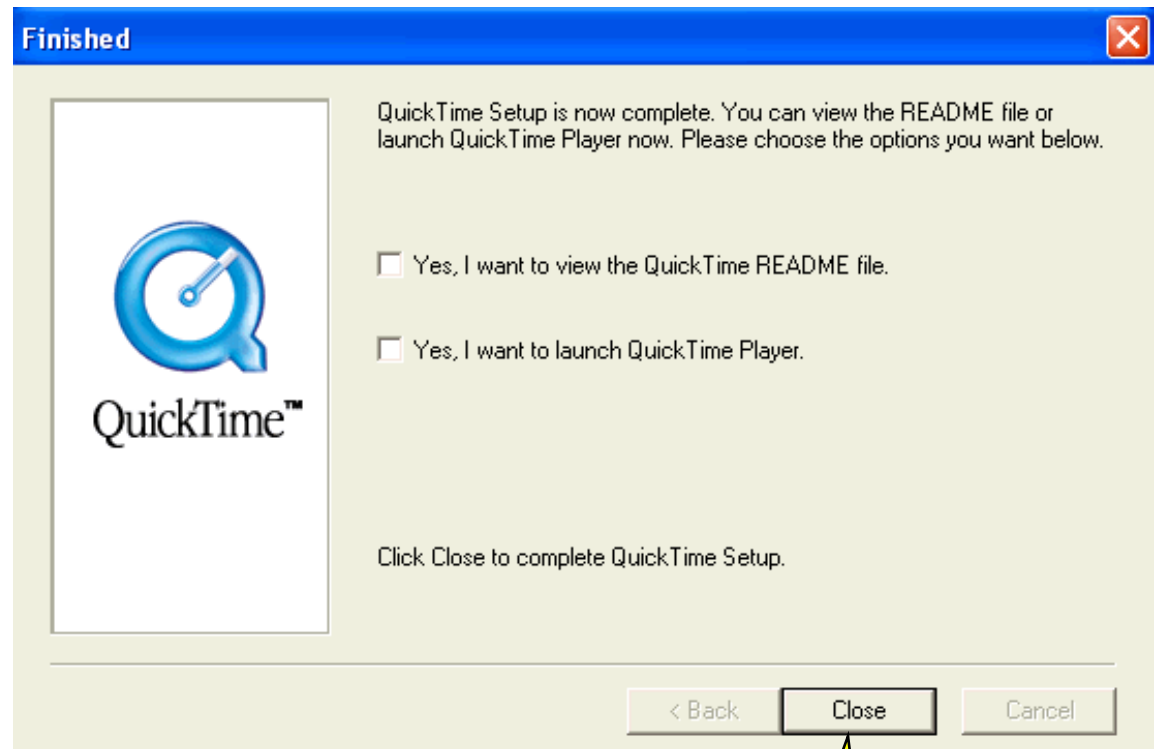 Finished
QuickTime Setup is now complete. You can view the README file or
launch QuickTime Player now. Please choose the options you want below.
Yes, I want to view the QuickTime README file.
Yes, I want to launch QuickTime Player.
QuickTime™
Click Close to complete QuickTime Setup.
< Back Close Cancel